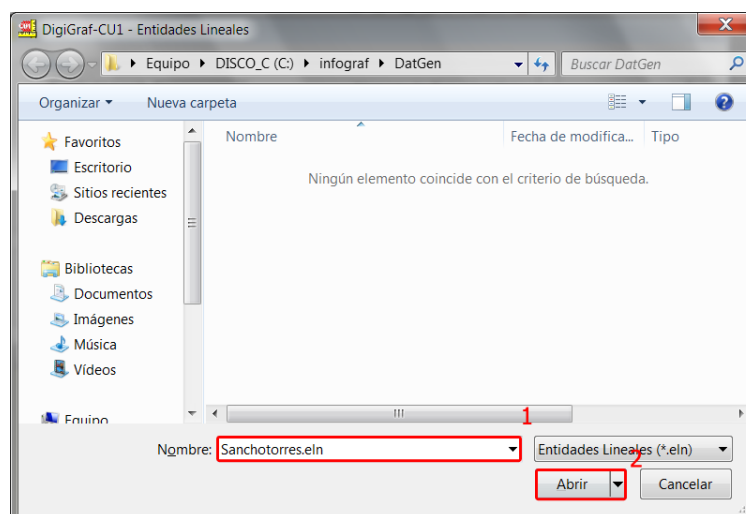 DigiGraf-CU1 - Entidades Lineales
Equipo DISCO_C (C:) infograf DatGen Buscar DatGen
Organizar Nueva carpeta
Favoritos
Escritorio
Sitios recientes
Descargas
Bibliotecas
Documentos
Imágenes
Música
Vídeos
Equipo
Nombre Fecha de modifica... Tipo
Ningún elemento coincide con el criterio de búsqueda.
1
Nombre: Sanchotorres.eln Entidades Lineales (*.eln)
2
Abrir Cancelar